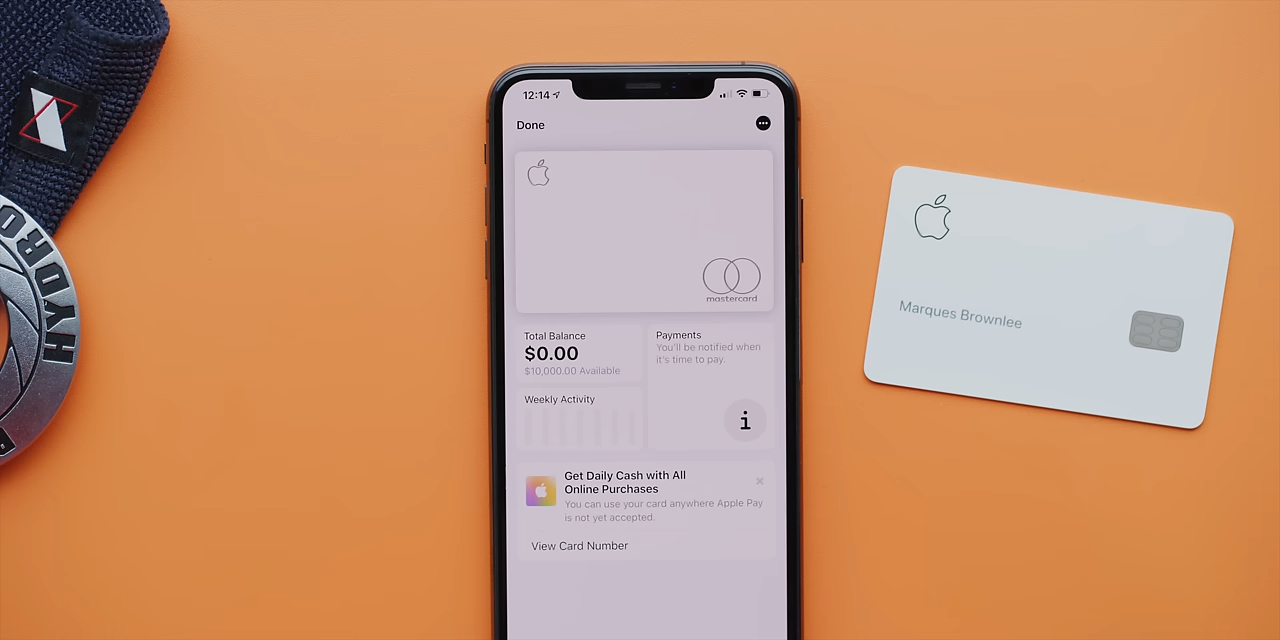 HYDRO
12:14
Done
mastercard
Total Balance
$0.00
$10,000.00 Available
Weekly Activity
Payments
You'll be notified when
it's time to pay.
i
Get Daily Cash with All
Online Purchases
You can use your card anywhere Apple Pay
is not yet accepted.
View Card Number
Marques Brownlee